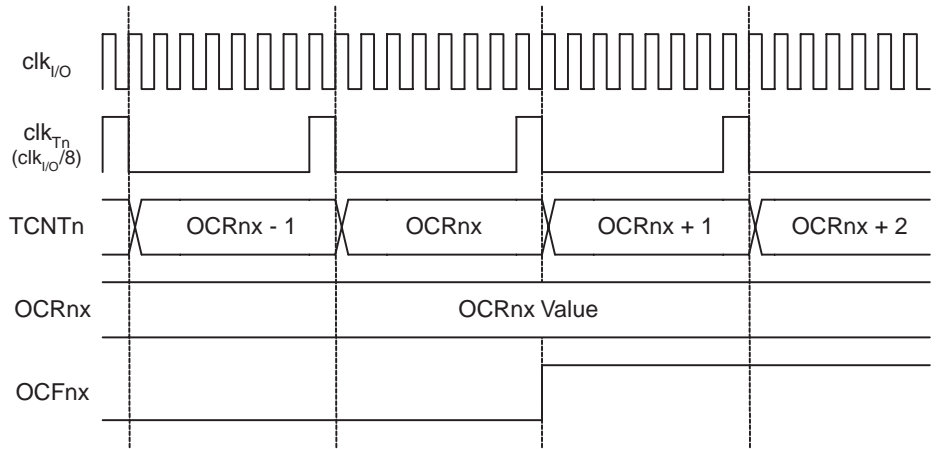 clkI/O
clkTn
(clkI/O/8)
TCNTn OCRnx - 1 OCRnx OCRnx + 1 OCRnx + 2
OCRnx OCRnx Value
OCFnx